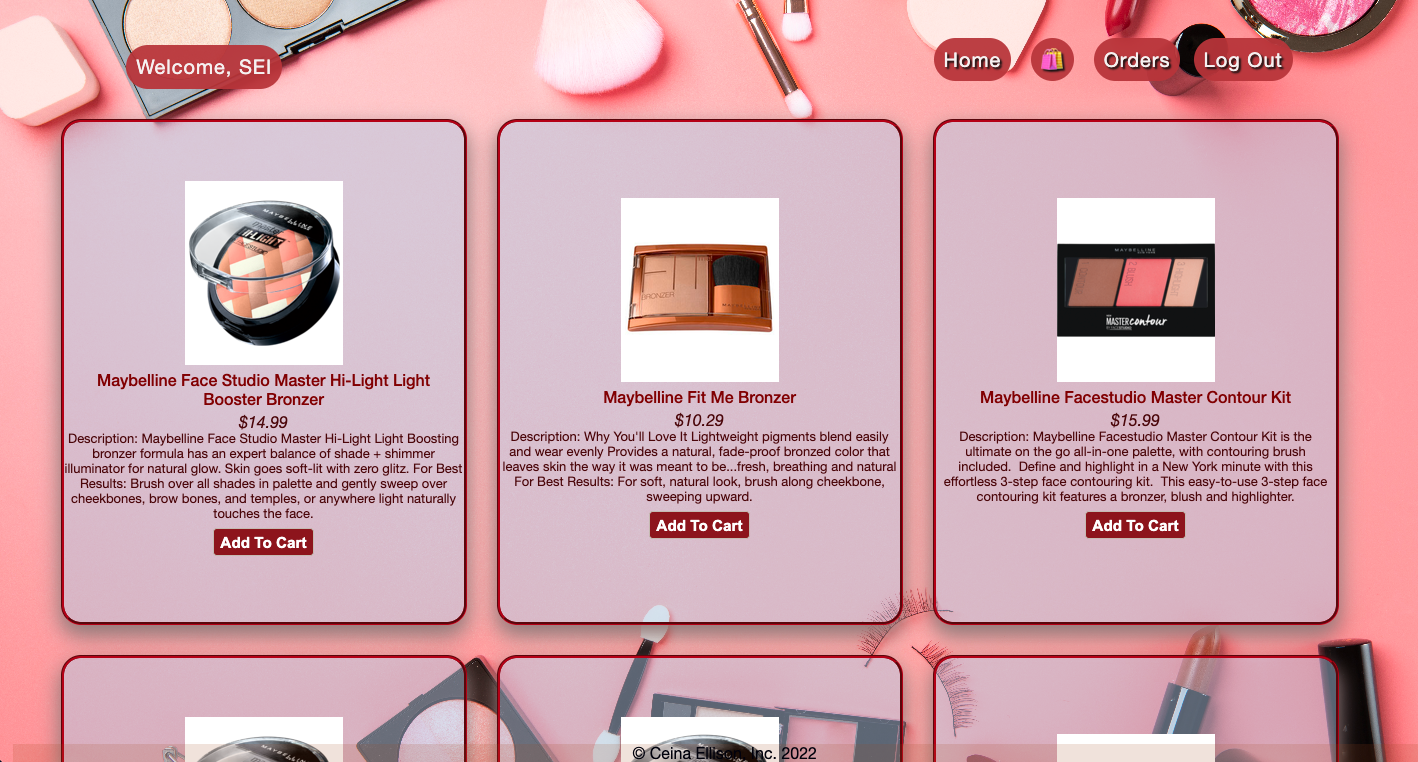 Welcome, SEI
Home
Orders
Log Out
MAYBELLINE
HI-LIGHT
BRONZER
MAYBELLINE
MASTER contour
Maybelline Face Studio Master Hi-Light Light
Booster Bronzer
$14.99
Description: Maybelline Face Studio Master Hi-Light Light Boosting
bronzer formula has an expert balance of shade + shimmer
illuminator for natural glow. Skin goes soft-lit with zero glitz. For Best
Results: Brush over all shades in palette and gently sweep over
cheekbones, brow bones, and temples, or anywhere light naturally
touches the face.
Add To Cart
Maybelline Fit Me Bronzer
$10.29
Description: Why You'll Love It Lightweight pigments blend easily
and wear evenly Provides a natural, fade-proof bronzed color that
leaves skin the way it was meant to be...fresh, breathing and natural
For Best Results: For soft, natural look, brush along cheekbone,
sweeping upward.
Add To Cart
Maybelline Facestudio Master Contour Kit
$15.99
Description: Maybelline Facestudio Master Contour Kit is the
ultimate on the go all-in-one palette, with contouring brush
included.  Define and highlight in a New York minute with this
effortless 3-step face contouring kit.  This easy-to-use 3-step face
contouring kit features a bronzer, blush and highlighter.
Add To Cart
© Ceina Ellison, Inc. 2022